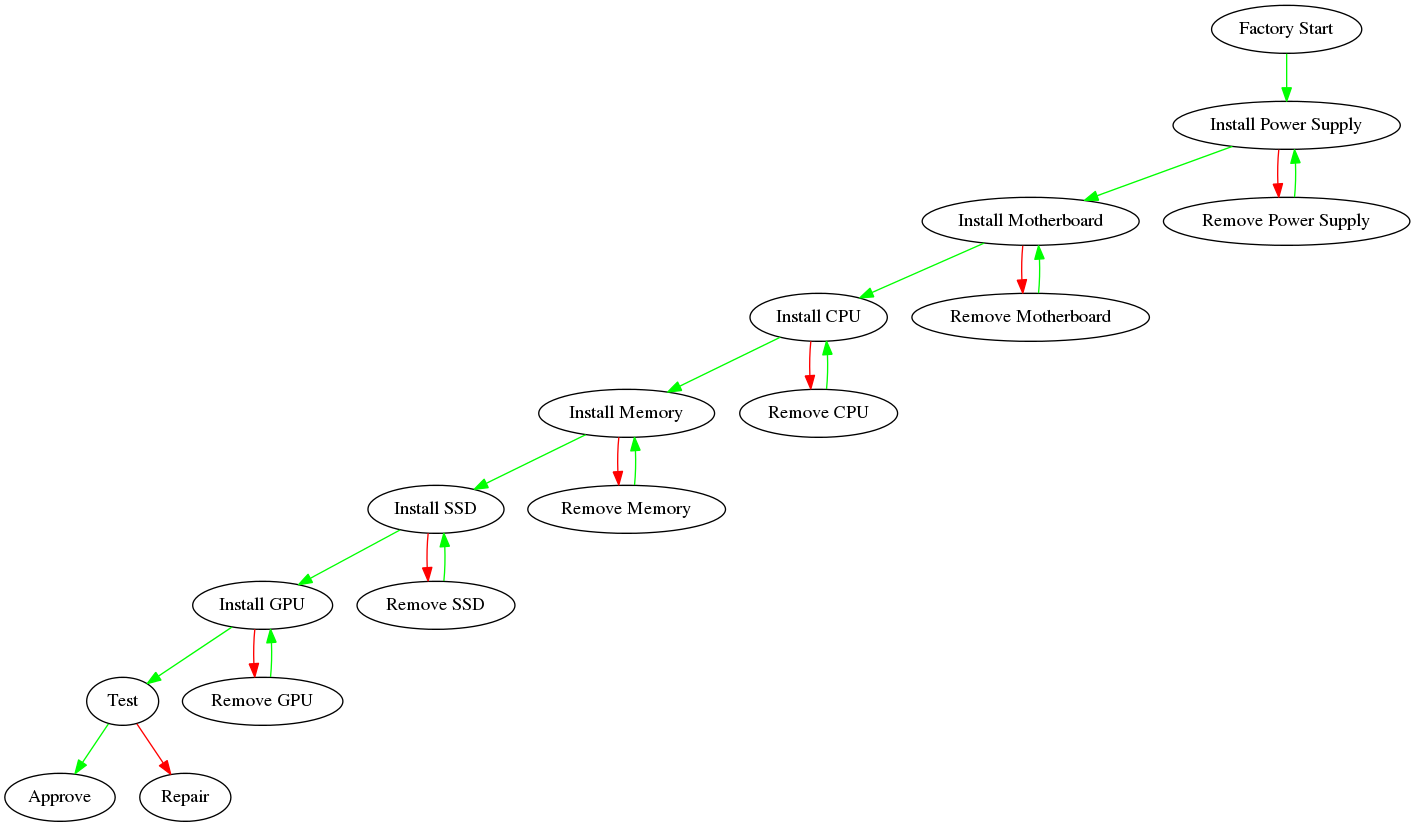 Factory Start
Install Power Supply
Install Motherboard
Remove Power Supply
Install CPU
Remove Motherboard
Install Memory
Remove CPU
Install SSD
Remove Memory
Install GPU
Remove SSD
Test
Remove GPU
Approve
Repair